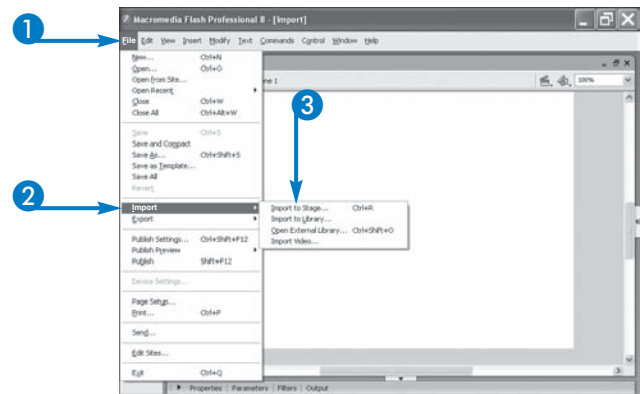 Macromedia Flash Professional 8 - [Import]
1
File Edit View Insert Modify Text Commands Control Window Help
New... Ctrl+N
Open... Ctrl+O
Open from Site...
Open Recent
Close Ctrl+W
Close All Ctrl+Alt+W
ne 1
100%
3
Save Ctrl+S
Save and Compact
Save As... Ctrl+Shift+S
Save as Template...
Save All
Revert
2
Import
Export
Import to Stage... Ctrl+R
Import to Library...
Open External Library... Ctrl+Shift+O
Import Video...
Publish Settings... Ctrl+Shift+F12
Publish Preview
Publish Shift+F12
Device Settings...
Page Setup...
Print... Ctrl+P
Send...
Edit Sites...
Exit Ctrl+Q
Properties Parameters Filters Output